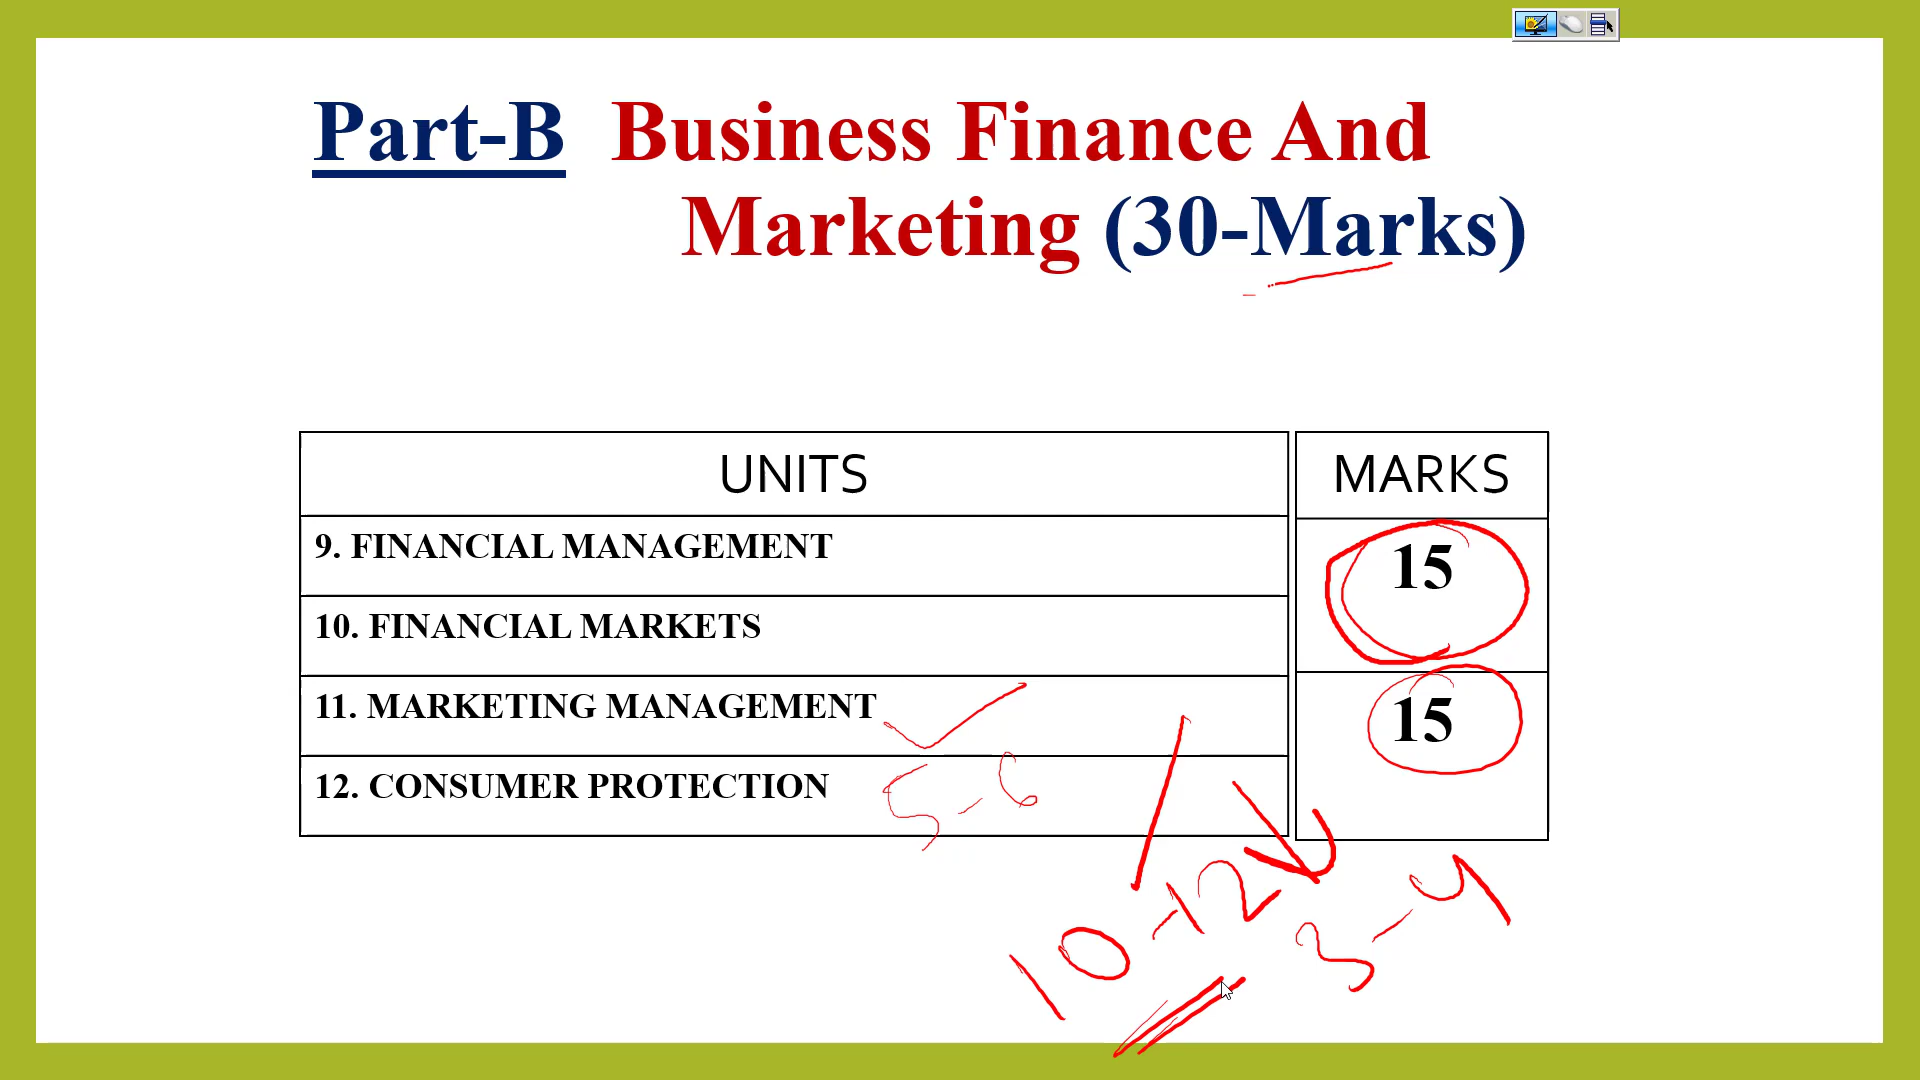 Part-B Business Finance And
Marketing (30-Marks)
UNITS MARKS
9. FINANCIAL MANAGEMENT 15
10. FINANCIAL MARKETS
11. MARKETING MANAGEMENT 15
12. CONSUMER PROTECTION 5-6
10-12
3-4